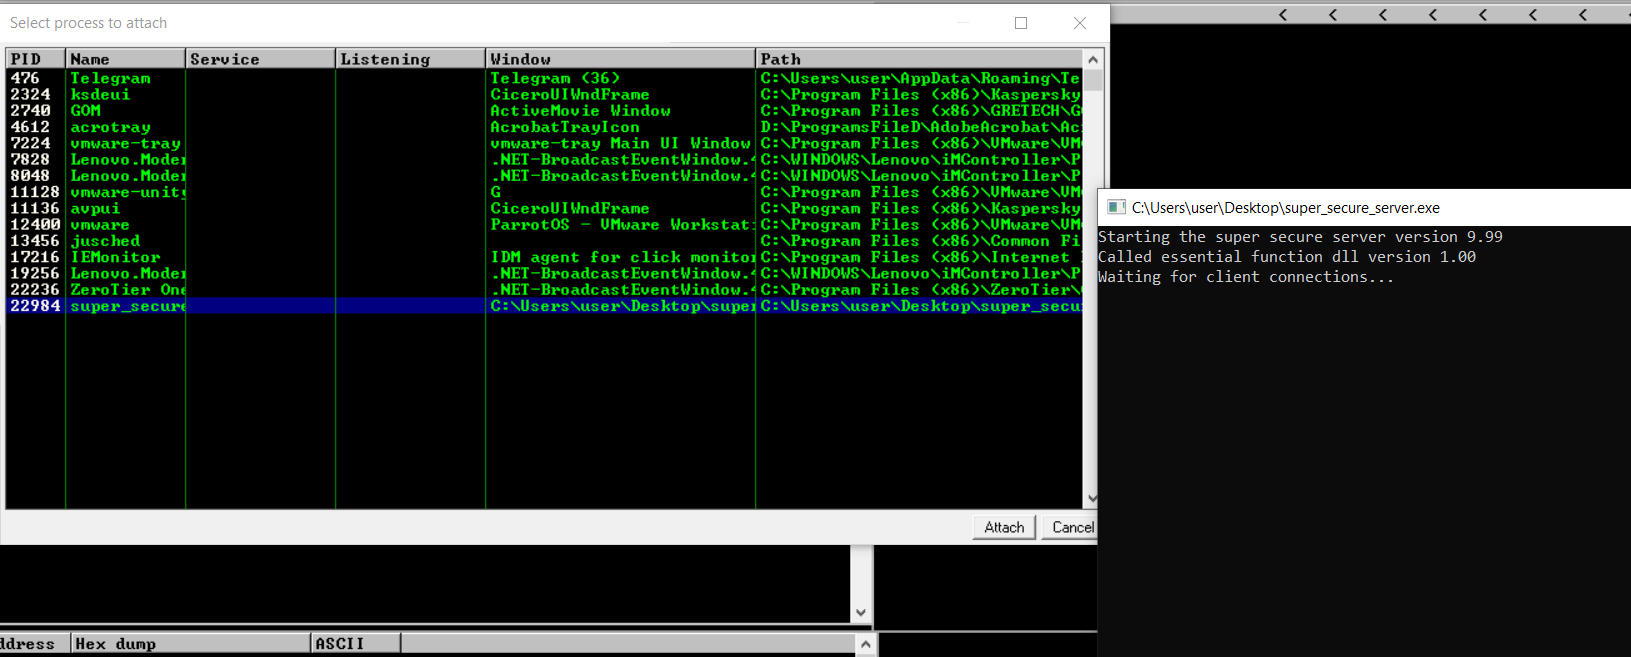 Select process to attach
PID Name Service Listening Window Path
476 Telegram Telegram (36) C:\Users\user\AppData\Roaming\Te
2324 ksdeui CiceroUIWndFrame C:\Program Files (x86)\Kaspersky
2740 GOM ActiveMovie Window C:\Program Files (x86)\GRETECH\G
4612 acrotray AcrobatTrayIcon D:\ProgramsFileD\AdobeAcrobat\Ac
7224 vmware-tray vmware-tray Main UI Window C:\Program Files (x86)\VMware\VM
7828 Lenovo.Moder .NET-BroadcastEventWindow.4 C:\WINDOWS\Lenovo\iMController\P
8048 Lenovo.Moder .NET-BroadcastEventWindow.4 C:\WINDOWS\Lenovo\iMController\P
11128 vmware-unity G C:\Program Files (x86)\VMware\VM
11136 avpui CiceroUIWndFrame C:\Program Files (x86)\Kaspersky
12400 vmware ParrotOS - VMware Workstati C:\Program Files (x86)\VMware\VM
13456 jusched C:\Program Files (x86)\Common Fi
17216 IEMonitor IDM agent for click monitor C:\Program Files (x86)\Internet
19256 Lenovo.Moder .NET-BroadcastEventWindow.4 C:\WINDOWS\Lenovo\iMController\P
22236 ZeroTier One .NET-BroadcastEventWindow.4 C:\Program Files (x86)\ZeroTier\
22984 super_secure C:\Users\user\Desktop\super C:\Users\user\Desktop\super_secu
Attach Cancel
C:\Users\user\Desktop\super_secure_server.exe
Starting the super secure server version 9.99
Called essential function dll version 1.00
Waiting for client connections...
ddress Hex dump ASCII